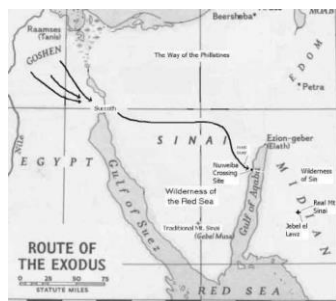 Raamses
(Tanis)
GOSHEN
Beersheba
The Way of the Philistines
EDOM
Petra
Succoth
SINAI
Ezion-geber
(Elath)
Nuweiba
Crossing
Site
Nile
EGYPT
Gulf of Suez
Wilderness of
the Red Sea
Gulf of Aqaba
MIDIAN
Wilderness
of Sin
Real Mt.
Sinai
Jebel el
Lawz
Traditional Mt. Sinai
(Gebel Musa)
ROUTE OF
THE EXODUS
0 25 50 75
STATUTE MILES
RED SEA